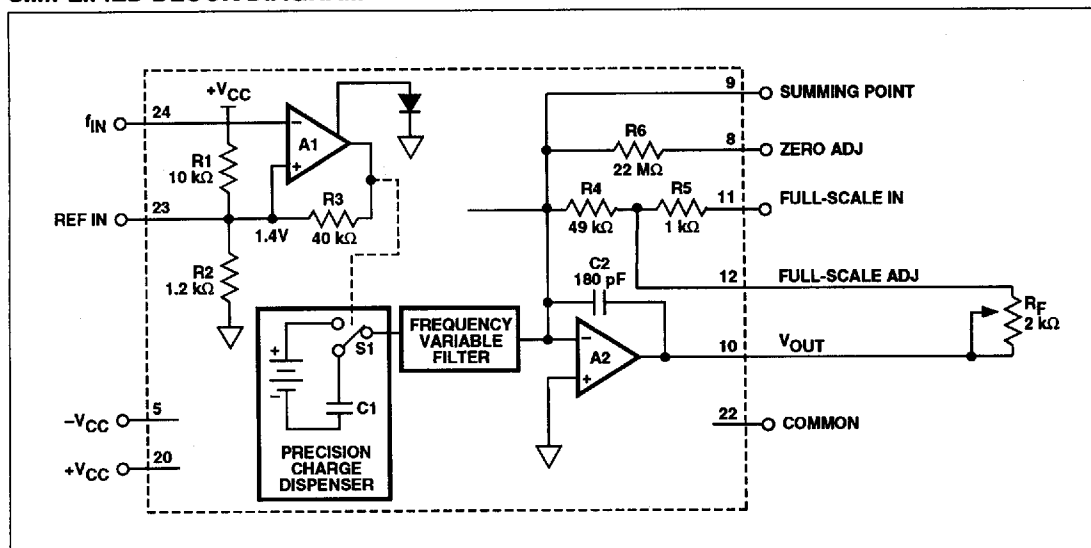 +VCC
fIN
24
A1
−
+
R1
10 kΩ
REF IN
23
1.4V
R3
40 kΩ
R2
1.2 kΩ
9
SUMMING POINT
R6
22 MΩ
8
ZERO ADJ
R4
49 kΩ
R5
1 kΩ
11
FULL-SCALE IN
C2
180 pF
12
FULL-SCALE ADJ
RF
2 kΩ
+
−
S1
C1
PRECISION
CHARGE
DISPENSER
FREQUENCY
VARIABLE
FILTER
−
A2
+
10
VOUT
22
COMMON
−VCC
5
+VCC
20